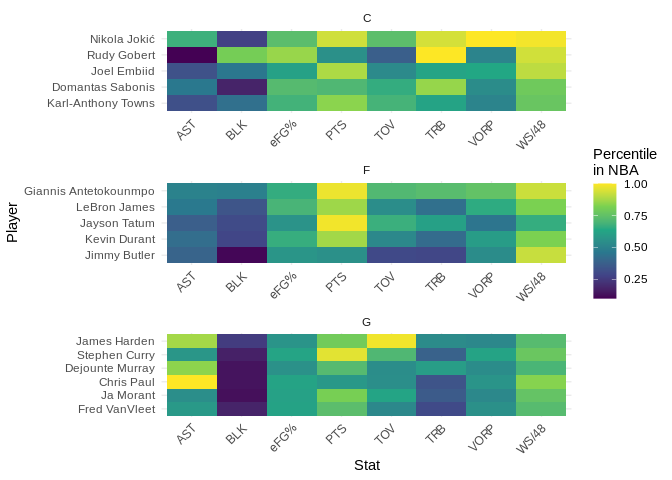 C
Nikola Jokić
Rudy Gobert
Joel Embiid
Domantas Sabonis
Karl-Anthony Towns
AST BLK eFG% PTS TOV TRB VORP WS/48
F
Giannis Antetokounmpo
LeBron James
Jayson Tatum
Kevin Durant
Jimmy Butler
AST BLK eFG% PTS TOV TRB VORP WS/48
G
James Harden
Stephen Curry
Dejounte Murray
Chris Paul
Ja Morant
Fred VanVleet
AST BLK eFG% PTS TOV TRB VORP WS/48
Stat
Player
Percentile
in NBA
1.00
0.75
0.50
0.25